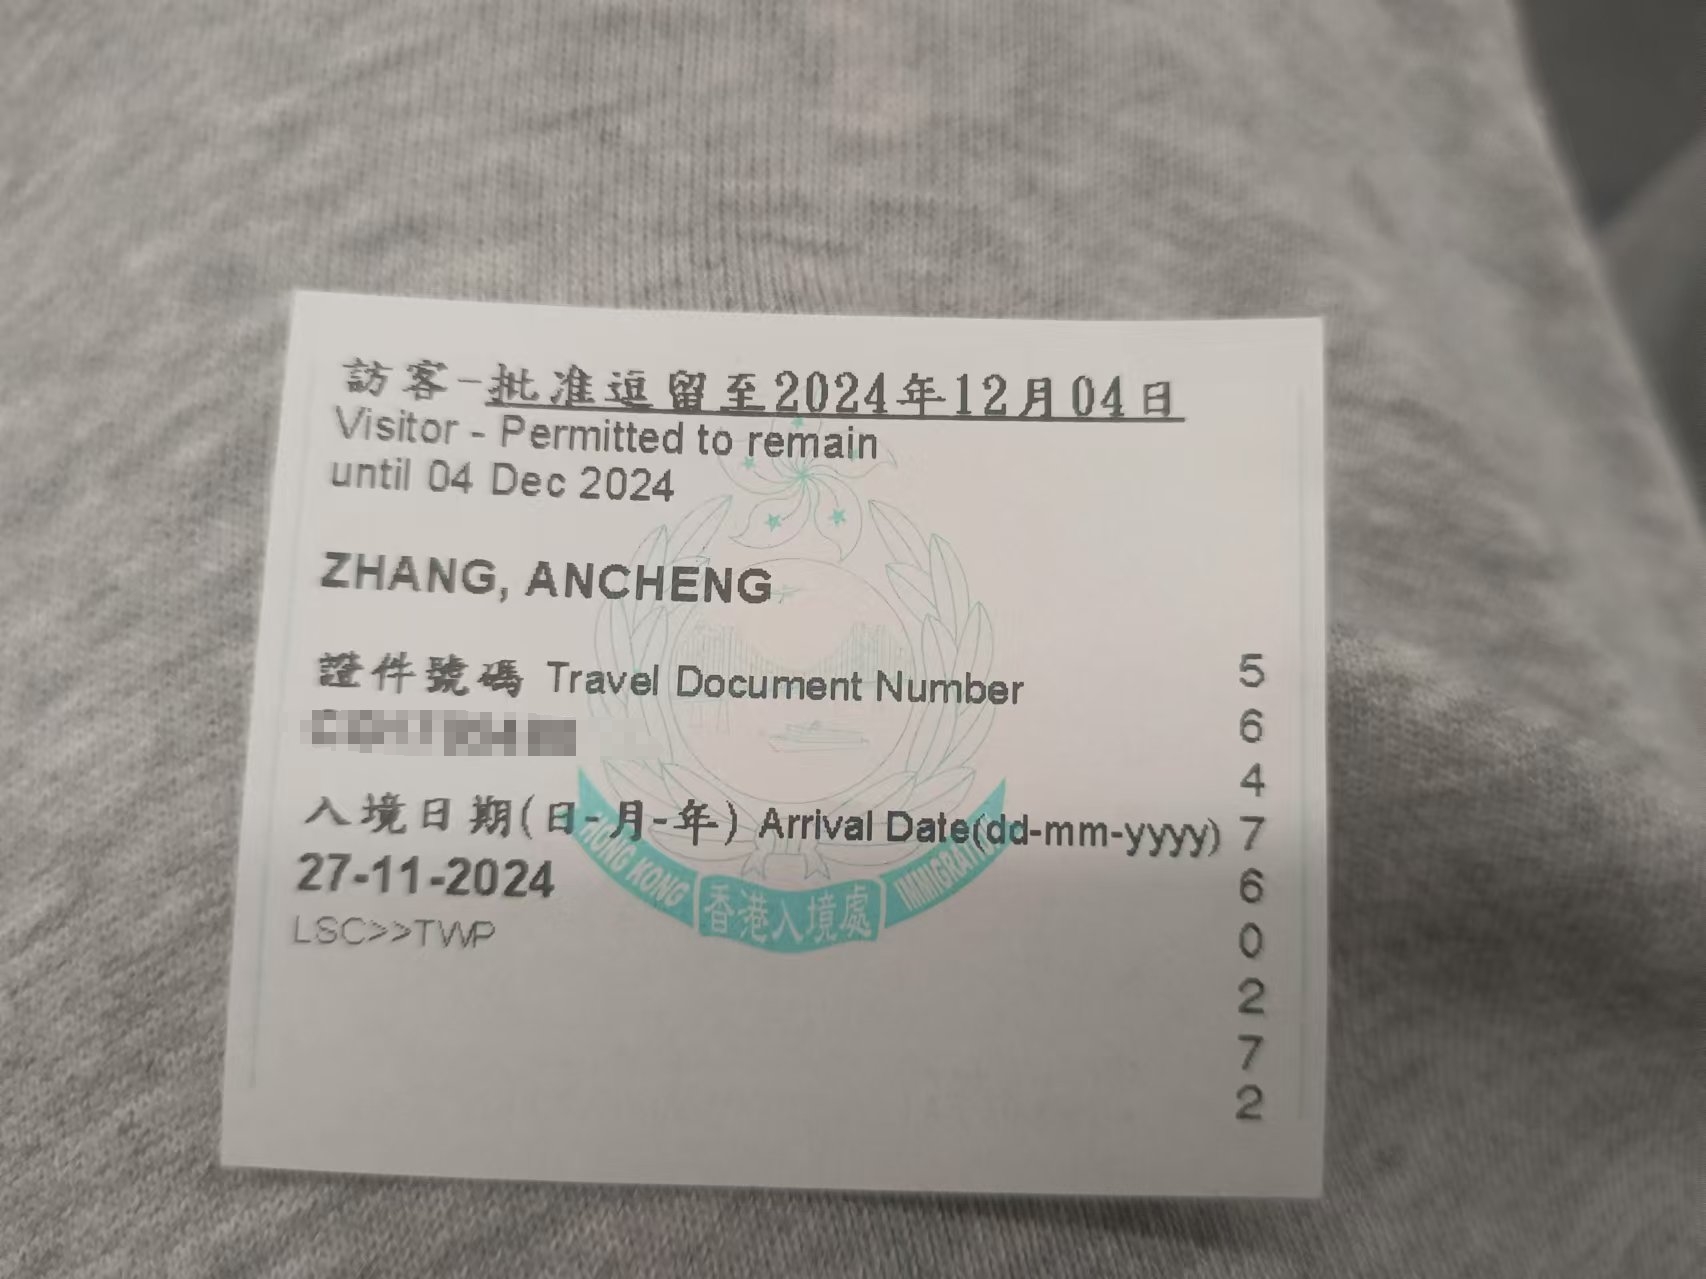 訪客-批准逗留至2024年12月04日
Visitor - Permitted to remain
until 04 Dec 2024
ZHANG, ANCHENG
證件號碼 Travel Document Number
入境日期(日-月-年) Arrival Date(dd-mm-yyyy)
27-11-2024
LSC>>TWP
HONG KONG 香港入境處 IMMIGRATION
5
6
4
7
6
0
2
7
2